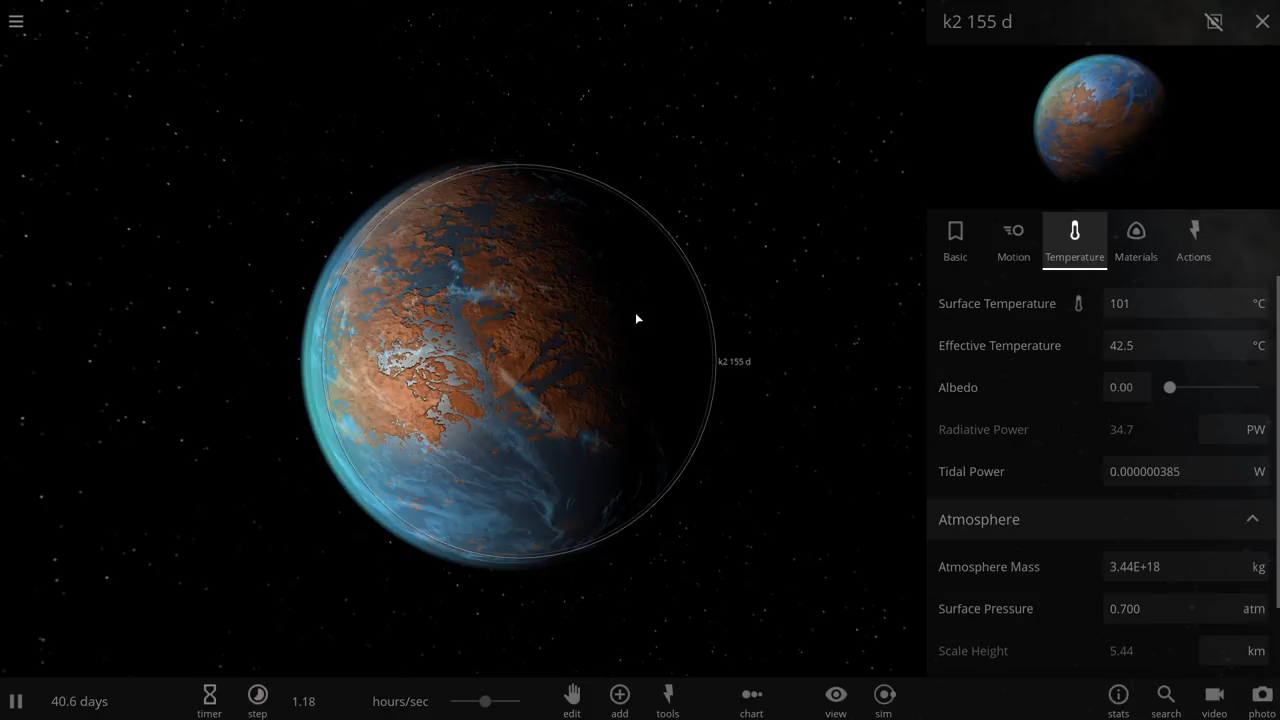 k2 155 d
Basic Motion Temperature Materials Actions
Surface Temperature 101 °C
Effective Temperature 42.5 °C
k2 155 d
Albedo 0.00
Radiative Power 34.7 PW
Tidal Power 0.000000385 W
Atmosphere
Atmosphere Mass 3.44E+18 kg
Surface Pressure 0.700 atm
Scale Height 5.44 km
40.6 days timer step 1.18 hours/sec edit add tools chart view sim stats search video photo